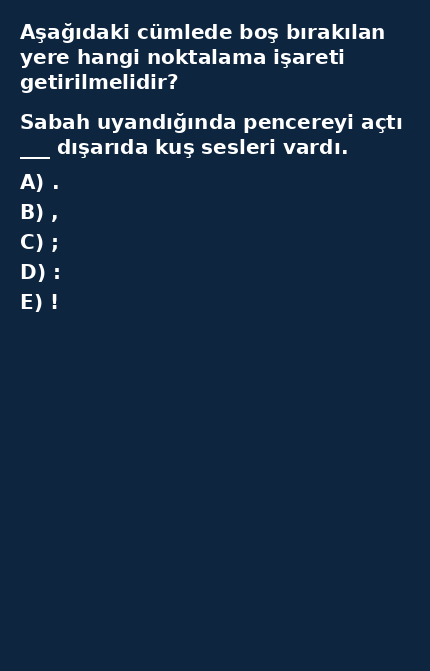 Aşağıdaki cümlede boş bırakılan
yere hangi noktalama işareti
getirilmelidir?
Sabah uyandığında pencereyi açtı
___ dışarıda kuş sesleri vardı.
A) .
B) ,
C) ;
D) :
E) !